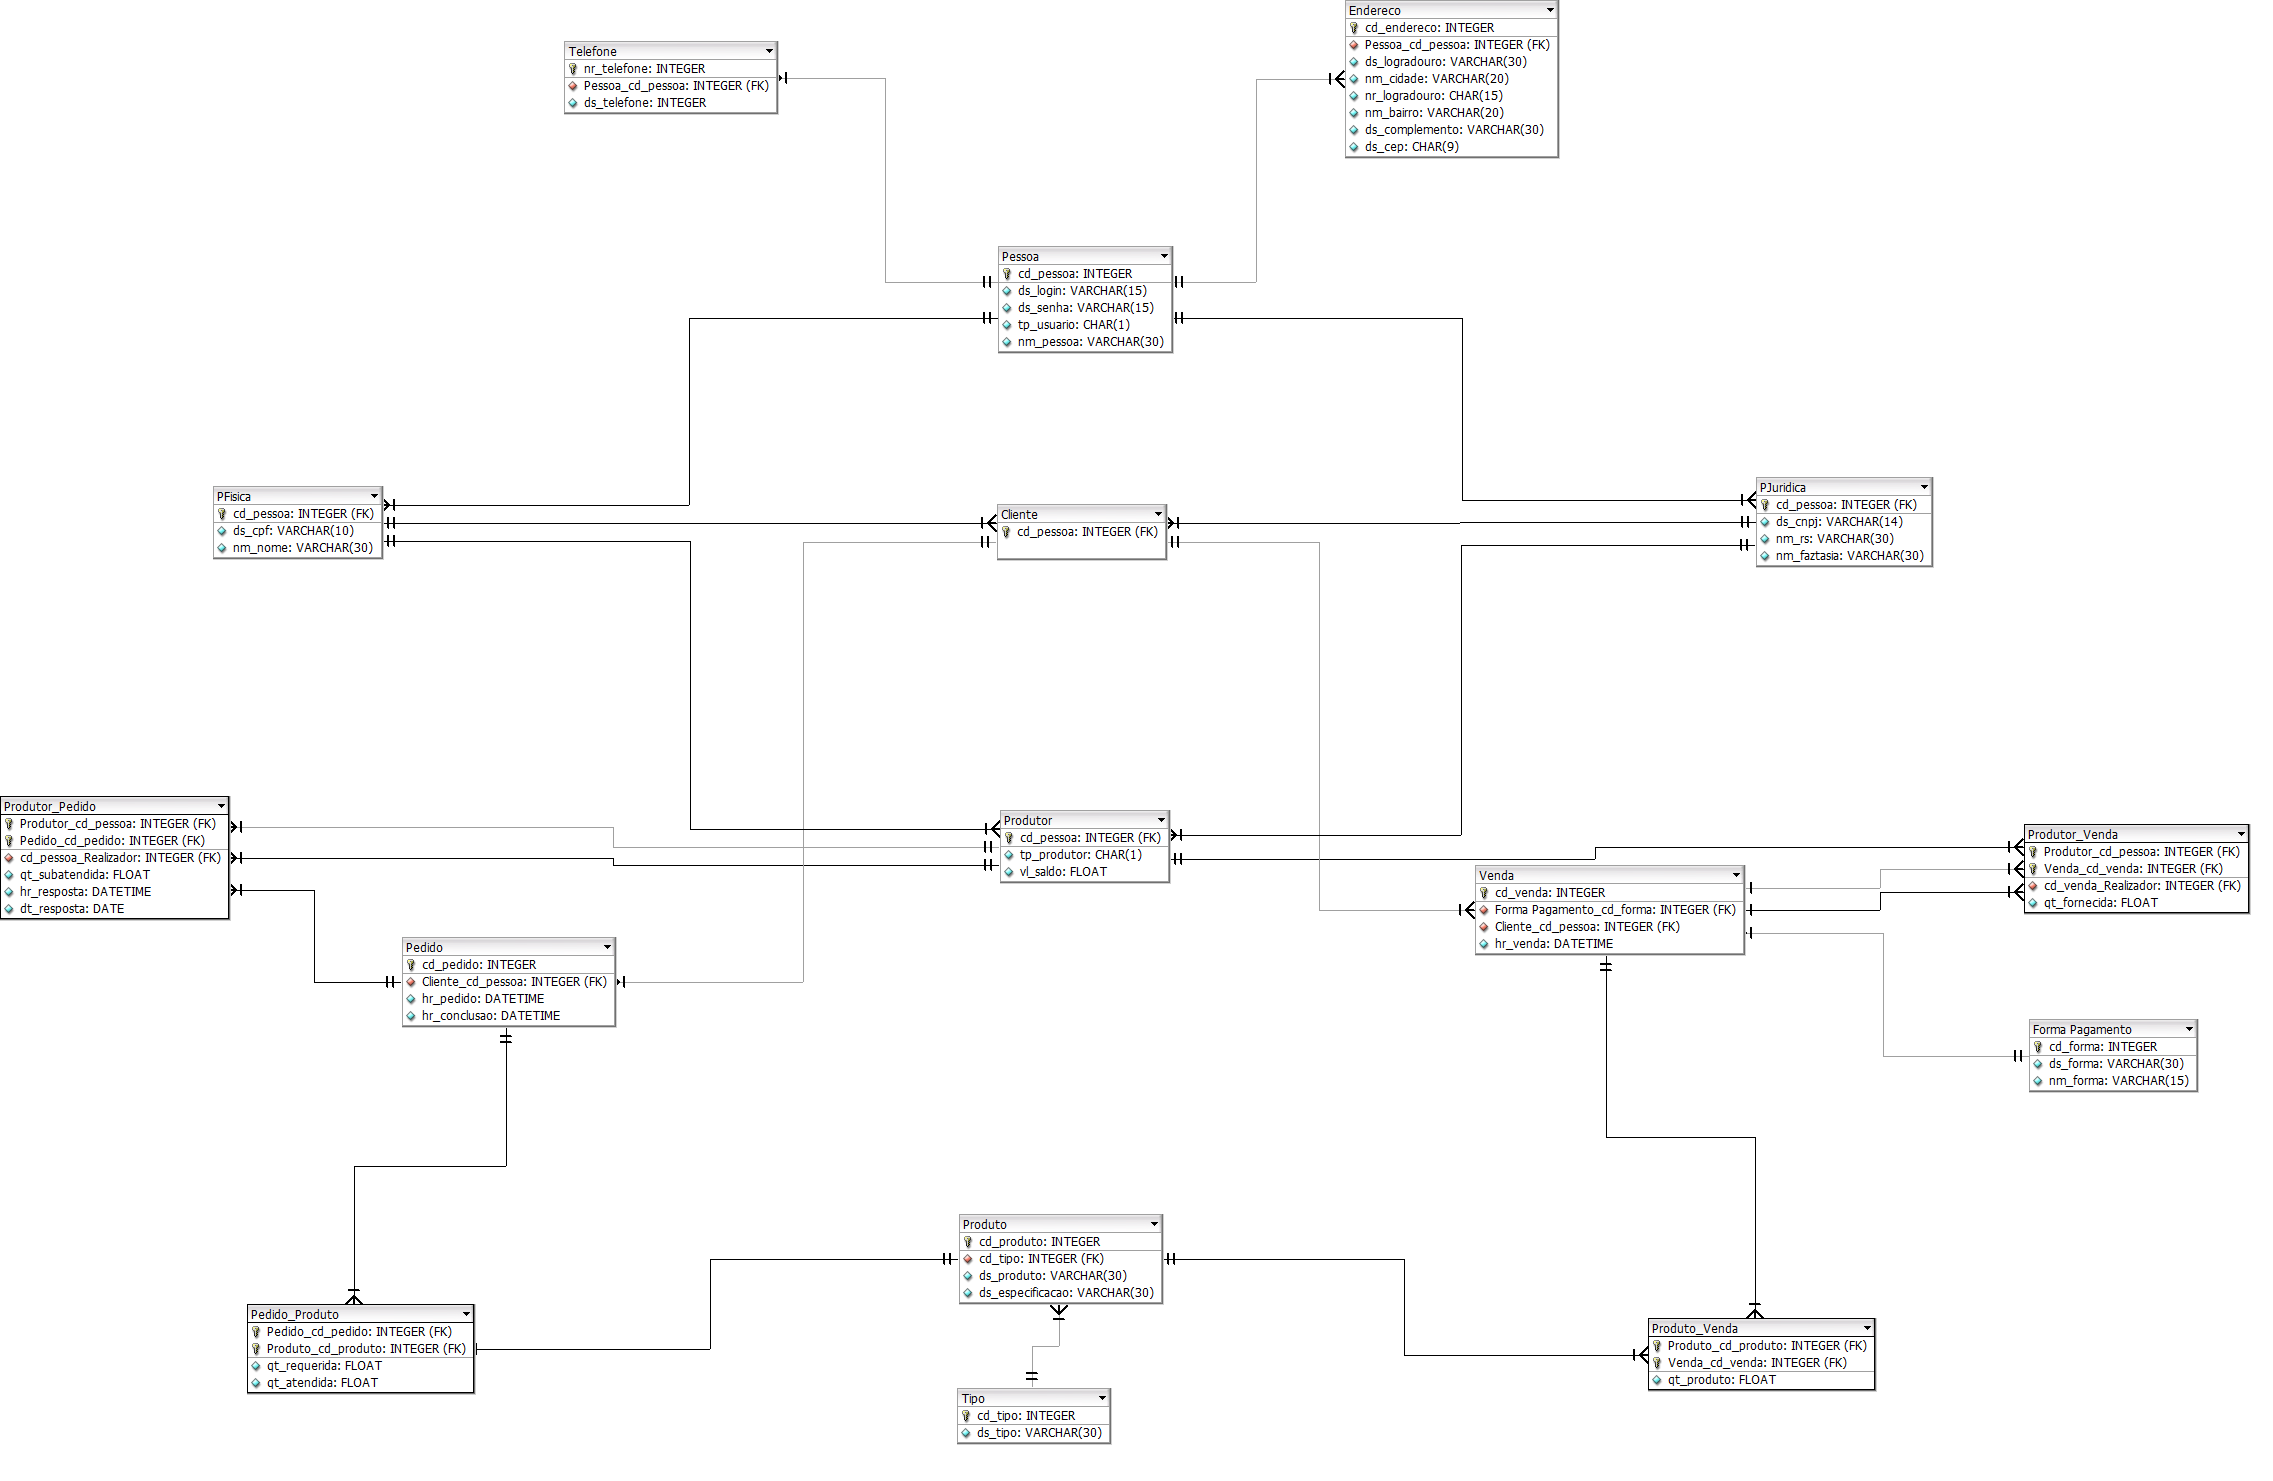 Endereco
cd_endereco: INTEGER
Pessoa_cd_pessoa: INTEGER (FK)
ds_logradouro: VARCHAR(30)
nm_cidade: VARCHAR(20)
nr_logradouro: CHAR(15)
nm_bairro: VARCHAR(20)
ds_complemento: VARCHAR(30)
ds_cep: CHAR(9)
Telefone
nr_telefone: INTEGER
Pessoa_cd_pessoa: INTEGER (FK)
ds_telefone: INTEGER
Pessoa
cd_pessoa: INTEGER
ds_login: VARCHAR(15)
ds_senha: VARCHAR(15)
tp_usuario: CHAR(1)
nm_pessoa: VARCHAR(30)
PFisica
cd_pessoa: INTEGER (FK)
ds_cpf: VARCHAR(10)
nm_nome: VARCHAR(30)
Cliente
cd_pessoa: INTEGER (FK)
PJuridica
cd_pessoa: INTEGER (FK)
ds_cnpj: VARCHAR(14)
nm_rs: VARCHAR(30)
nm_faztasia: VARCHAR(30)
Produtor_Pedido
Produtor_cd_pessoa: INTEGER (FK)
Pedido_cd_pedido: INTEGER (FK)
cd_pessoa_Realizador: INTEGER (FK)
qt_subatendida: FLOAT
hr_resposta: DATETIME
dt_resposta: DATE
Produtor
cd_pessoa: INTEGER (FK)
tp_produtor: CHAR(1)
vl_saldo: FLOAT
Produtor_Venda
Produtor_cd_pessoa: INTEGER (FK)
Venda_cd_venda: INTEGER (FK)
cd_venda_Realizador: INTEGER (FK)
qt_fornecida: FLOAT
Venda
cd_venda: INTEGER
Forma Pagamento_cd_forma: INTEGER (FK)
Cliente_cd_pessoa: INTEGER (FK)
hr_venda: DATETIME
Pedido
cd_pedido: INTEGER
Cliente_cd_pessoa: INTEGER (FK)
hr_pedido: DATETIME
hr_conclusao: DATETIME
Forma Pagamento
cd_forma: INTEGER
ds_forma: VARCHAR(30)
nm_forma: VARCHAR(15)
Produto
cd_produto: INTEGER
cd_tipo: INTEGER (FK)
ds_produto: VARCHAR(30)
ds_especificacao: VARCHAR(30)
Pedido_Produto
Pedido_cd_pedido: INTEGER (FK)
Produto_cd_produto: INTEGER (FK)
qt_requerida: FLOAT
qt_atendida: FLOAT
Produto_Venda
Produto_cd_produto: INTEGER (FK)
Venda_cd_venda: INTEGER (FK)
qt_produto: FLOAT
Tipo
cd_tipo: INTEGER
ds_tipo: VARCHAR(30)